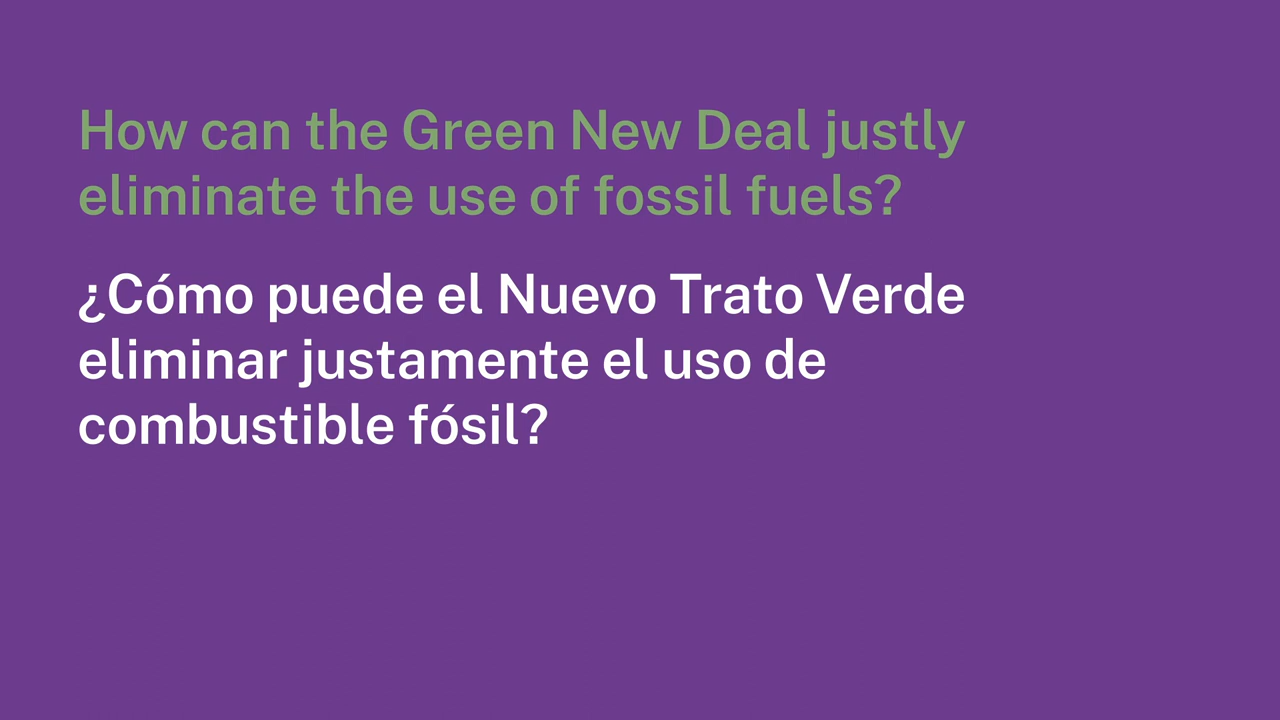 How can the Green New Deal justly
eliminate the use of fossil fuels?
¿Cómo puede el Nuevo Trato Verde
eliminar justamente el uso de
combustible fósil?